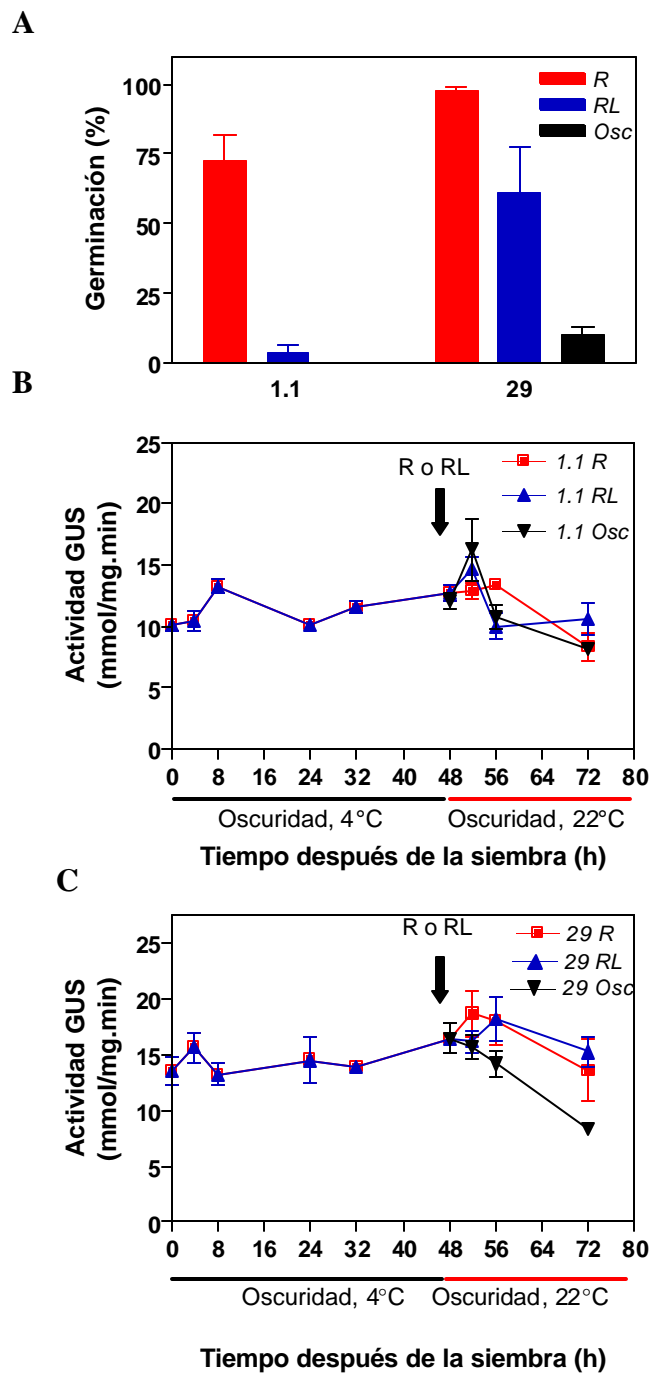 A
Germinación (%)
100
75
50
25
0
R
RL
Osc
1.1
29
B
Actividad GUS
(mmol/mg.min)
25
20
15
10
5
0
R o RL
1.1 R
1.1 RL
1.1 Osc
0 8 16 24 32 40 48 56 64 72 80
Oscuridad, 4°C
Oscuridad, 22°C
Tiempo después de la siembra (h)
C
Actividad GUS
(mmol/mg.min)
25
20
15
10
5
0
R o RL
29 R
29 RL
29 Osc
0 8 16 24 32 40 48 56 64 72 80
Oscuridad, 4°C
Oscuridad, 22°C
Tiempo después de la siembra (h)